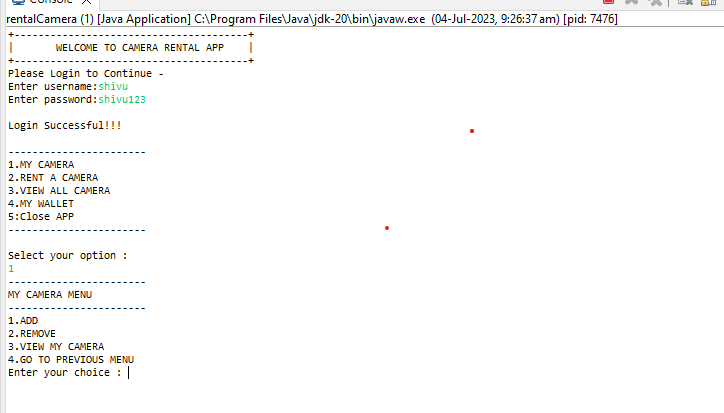 Console
rentalCamera (1) [Java Application] C:\Program Files\Java\jdk-20\bin\javaw.exe (04-Jul-2023, 9:26:37 am) [pid: 7476]
+---------------------------------------+
|       WELCOME TO CAMERA RENTAL APP    |
+---------------------------------------+
Please Login to Continue -
Enter username:shivu
Enter password:shivu123
Login Successful!!!
-----------------------
1.MY CAMERA
2.RENT A CAMERA
3.VIEW ALL CAMERA
4.MY WALLET
5:Close APP
-----------------------
Select your option :
1
-----------------------
MY CAMERA MENU
-----------------------
1.ADD
2.REMOVE
3.VIEW MY CAMERA
4.GO TO PREVIOUS MENU
Enter your choice :